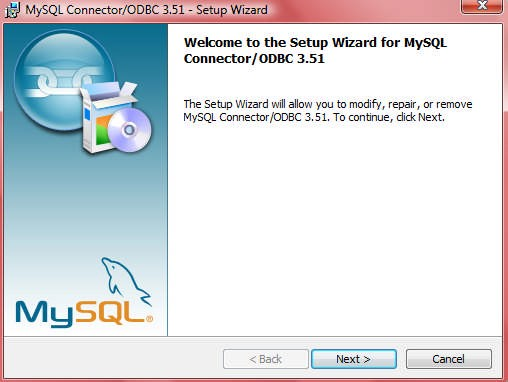 MySQL Connector/ODBC 3.51 - Setup Wizard
Welcome to the Setup Wizard for MySQL
Connector/ODBC 3.51
The Setup Wizard will allow you to modify, repair, or remove
MySQL Connector/ODBC 3.51. To continue, click Next.
MySQL®
< Back
Next >
Cancel